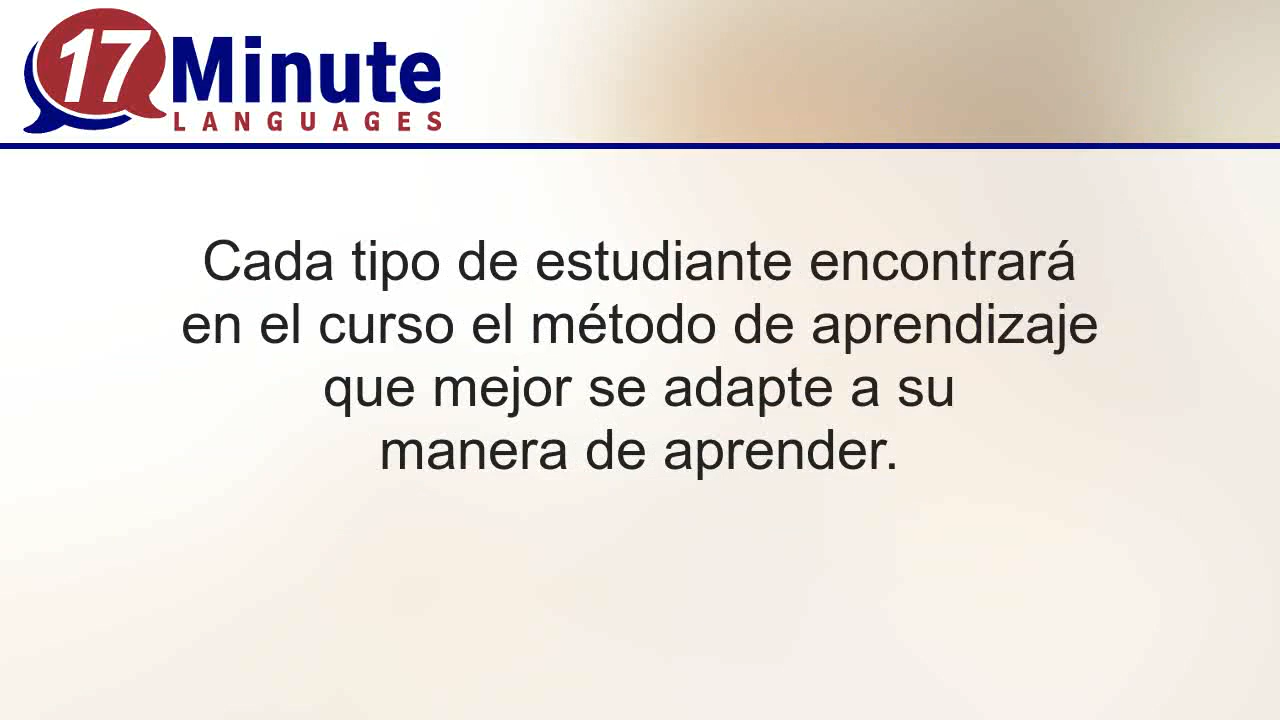 17 Minute
LANGUAGES
Cada tipo de estudiante encontrará
en el curso el método de aprendizaje
que mejor se adapte a su
manera de aprender.